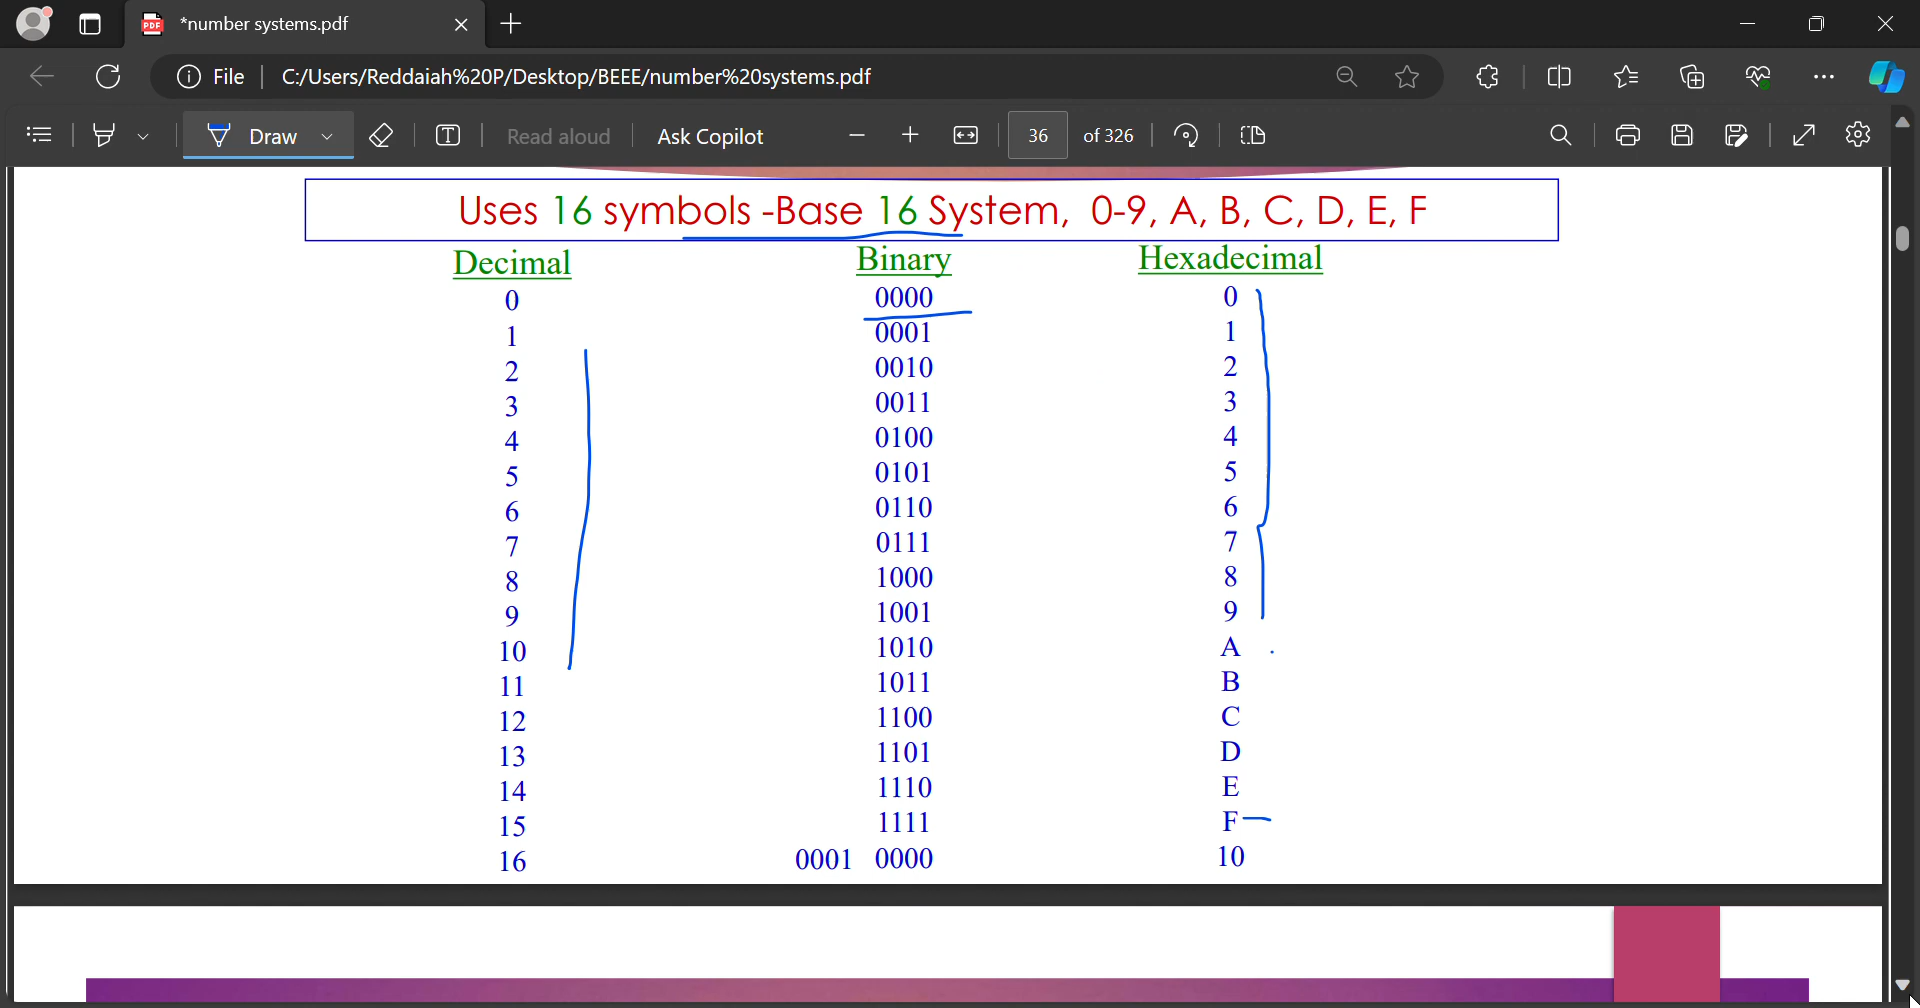 *number systems.pdf
File C:/Users/Reddaiah%20P/Desktop/BEEE/number%20systems.pdf
Draw Read aloud Ask Copilot 36 of 326
Uses 16 symbols -Base 16 System, 0-9, A, B, C, D, E, F
Decimal Binary Hexadecimal
0 0000 0
1 0001 1
2 0010 2
3 0011 3
4 0100 4
5 0101 5
6 0110 6
7 0111 7
8 1000 8
9 1001 9
10 1010 A
11 1011 B
12 1100 C
13 1101 D
14 1110 E
15 1111 F
16 0001 0000 10